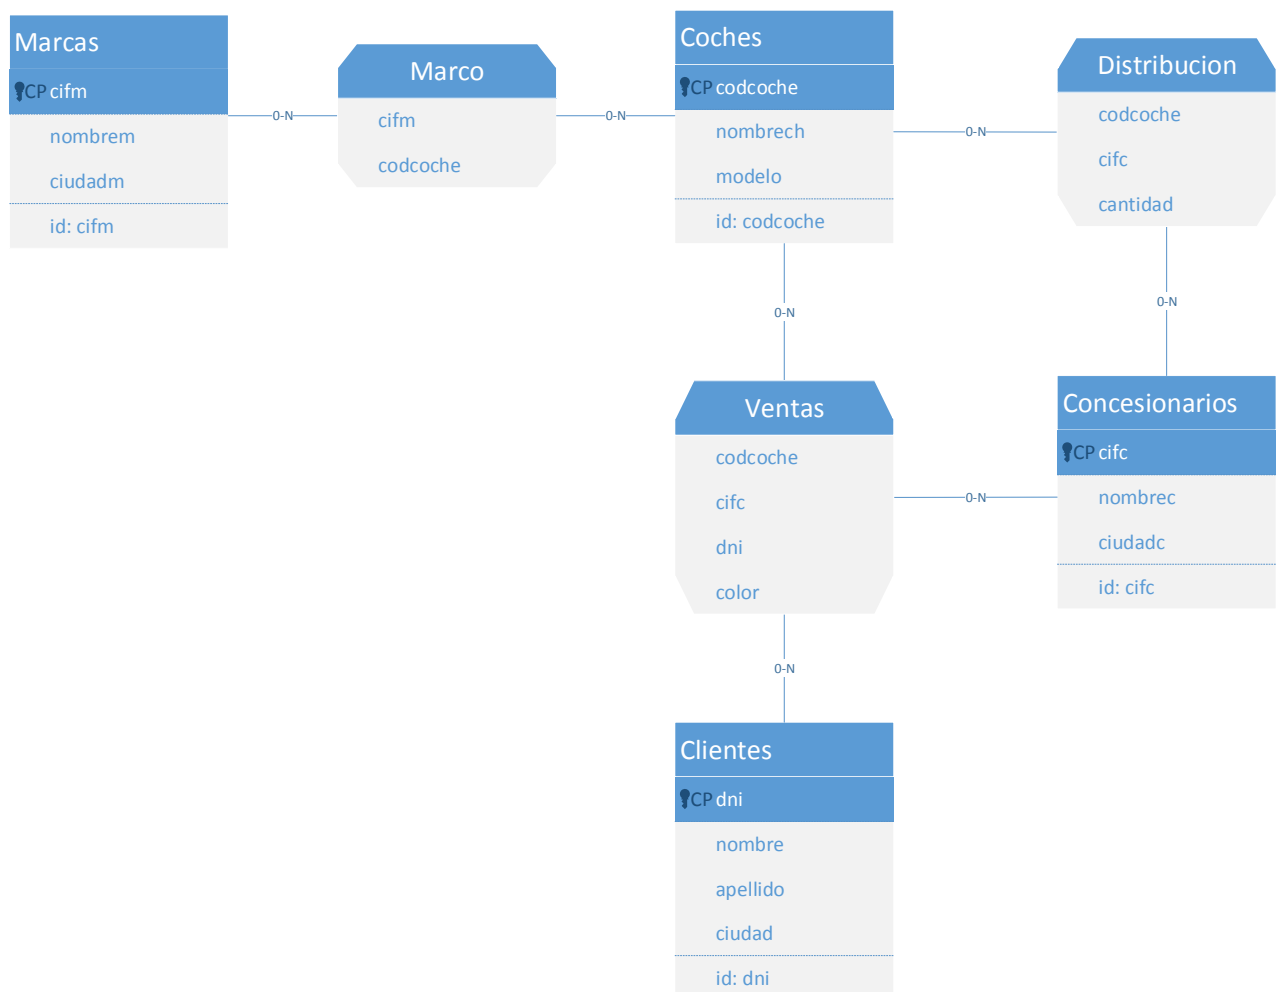 Marcas
CP cifm
nombrem
ciudadm
id: cifm
0-N
Marco
cifm
codcoche
0-N
Coches
CP codcoche
nombrech
modelo
id: codcoche
0-N
Distribucion
codcoche
cifc
cantidad
0-N
0-N
Ventas
codcoche
cifc
dni
color
0-N
Concesionarios
CP cifc
nombrec
ciudadc
id: cifc
0-N
Clientes
CP dni
nombre
apellido
ciudad
id: dni